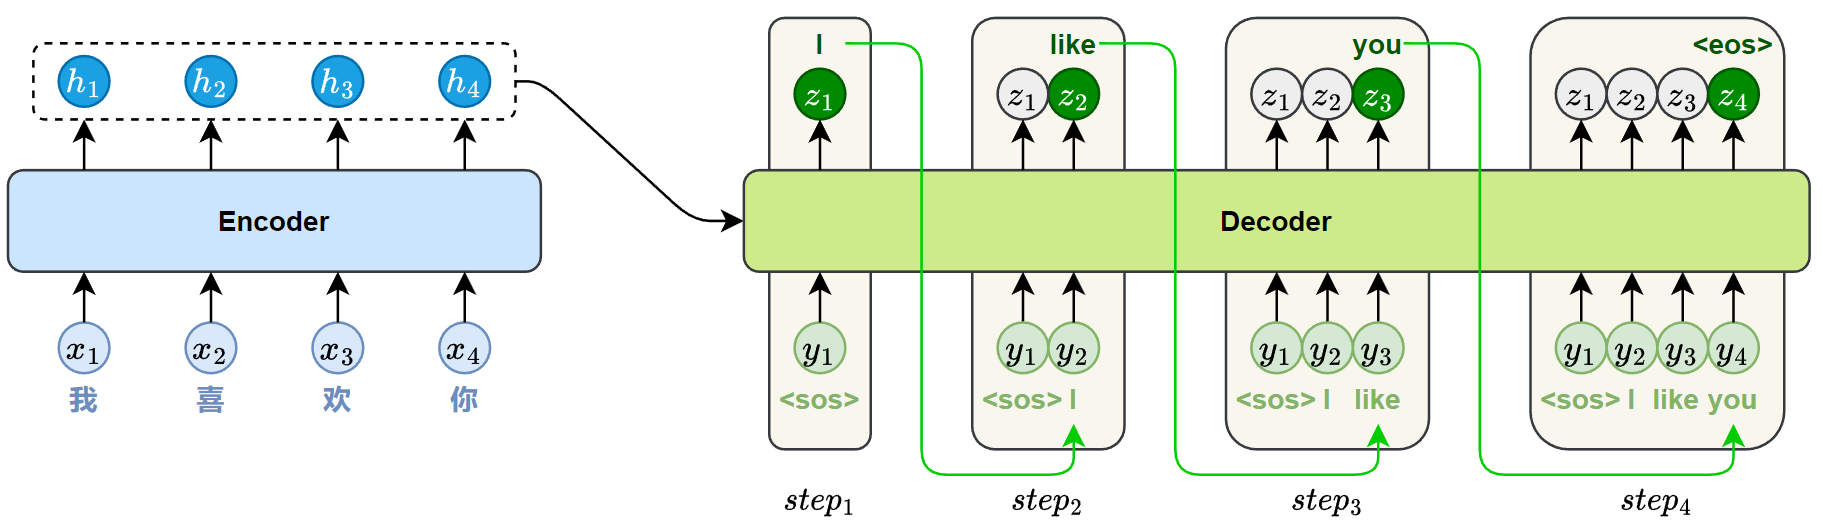 I like you <eos>
h₁ h₂ h₃ h₄ z₁ z₁ z₂ z₁ z₂ z₃ z₁ z₂ z₃ z₄
Encoder Decoder
x₁ x₂ x₃ x₄ y₁ y₁ y₂ y₁ y₂ y₃ y₁ y₂ y₃ y₄
我 喜 欢 你 <sos> <sos> I <sos> I like <sos> I like you
step₁ step₂ step₃ step₄